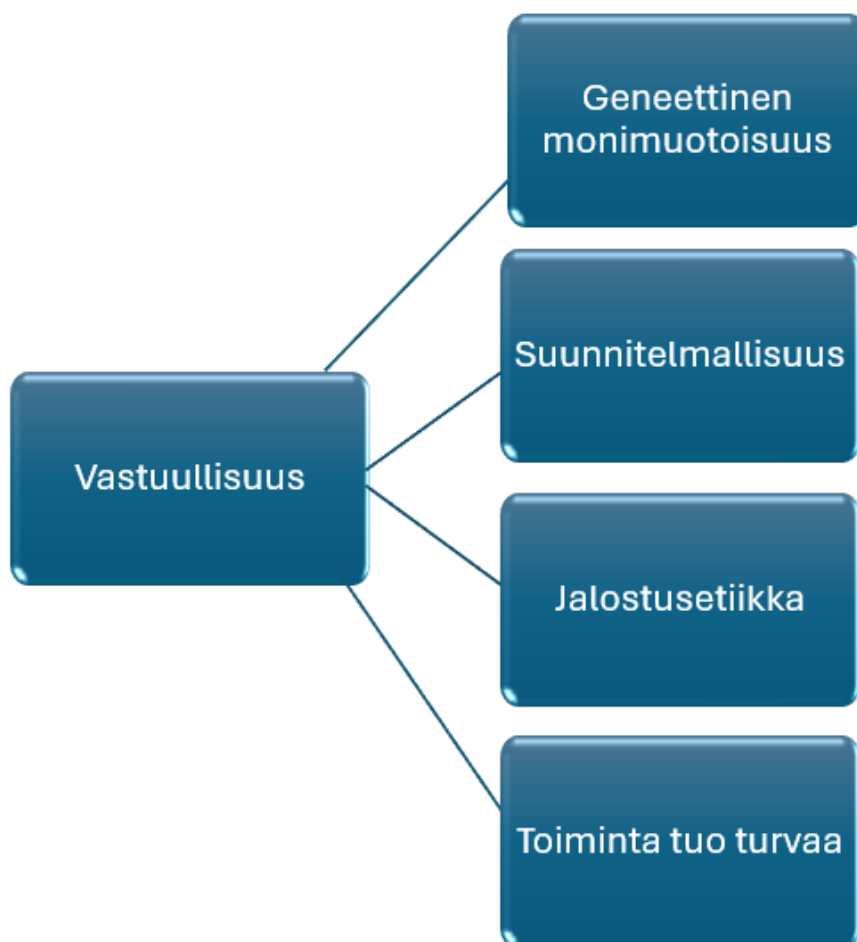 Geneettinen
monimuotoisuus
Suunnitelmallisuus
Vastuullisuus
Jalostusetiikka
Toiminta tuo turvaa